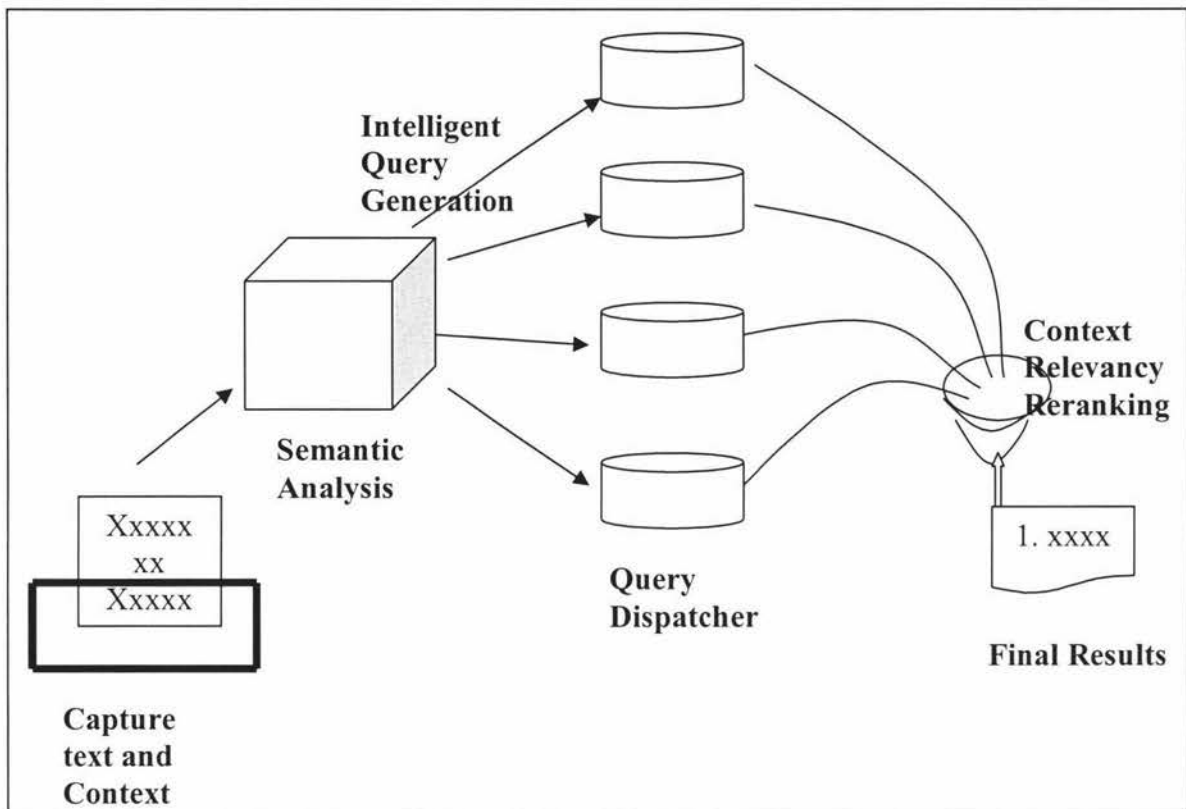 Intelligent
Query
Generation
Context
Relevancy
Reranking
Semantic
Analysis
Xxxxx
xx
Xxxxx
1. xxxx
Query
Dispatcher
Final Results
Capture
text and
Context